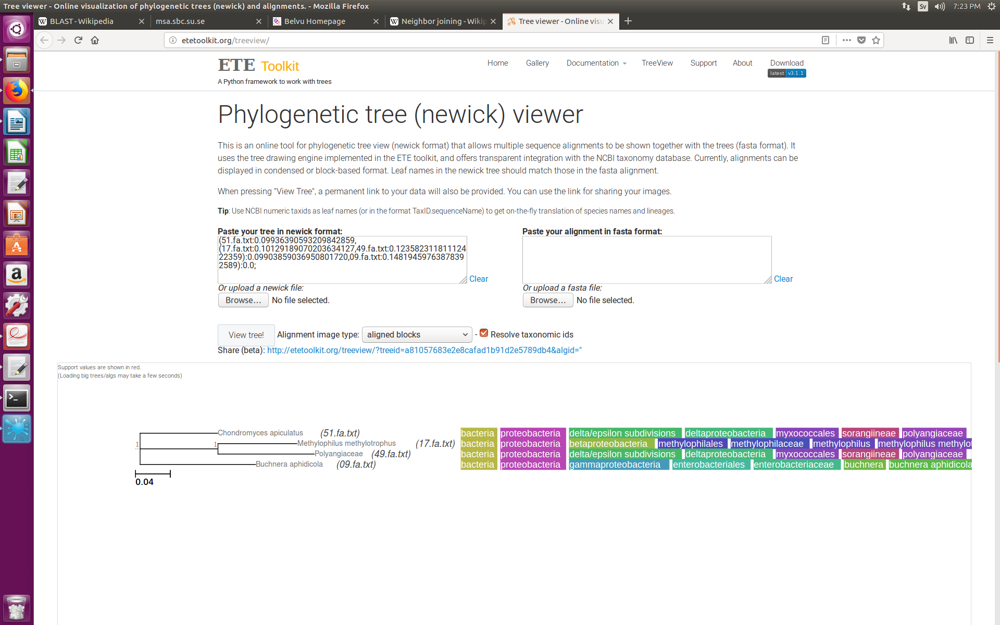 Tree viewer - Online visualization of phylogenetic trees (newick) and alignments. - Mozilla Firefox
Sv
7:23 PM
BLAST - Wikipedia
msa.sbc.su.se
Belvu Homepage
Neighbor joining - Wikip
Tree viewer - Online visu
etetoolkit.org/treeview/
ETE Toolkit
A Python framework to work with trees
Home
Gallery
Documentation
TreeView
Support
About
Download
latest v3.1.1
Phylogenetic tree (newick) viewer
This is an online tool for phylogenetic tree view (newick format) that allows multiple sequence alignments to be shown together with the trees (fasta format). It
uses the tree drawing engine implemented in the ETE toolkit, and offers transparent integration with the NCBI taxonomy database. Currently, alignments can be
displayed in condensed or block-based format. Leaf names in the newick tree should match those in the fasta alignment.
When pressing "View Tree", a permanent link to your data will also be provided. You can use the link for sharing your images.
Tip: Use NCBI numeric taxids as leaf names (or in the format TaxID.sequenceName) to get on-the-fly translation of species names and lineages.
Paste your tree in newick format:
(51.fa.txt:0.09936390593209842859,
(17.fa.txt:0.10129189070203634127,49.fa.txt:0.123582311811124
22359):0.09903859036950801720,09.fa.txt:0.1481945976387839
2589):0.0;
Clear
Or upload a newick file:
Browse... No file selected.
Paste your alignment in fasta format:
Clear
Or upload a fasta file:
Browse... No file selected.
View tree! Alignment image type: aligned blocks - Resolve taxonomic ids
Share (beta): http://etetoolkit.org/treeview/?treeid=a81057683e2e8cafad1b91d2e5789db4&algid="
Support values are shown in red.
(Loading big trees/algs may take a few seconds)
Chondromyces apiculatus (51.fa.txt) bacteria proteobacteria delta/epsilon subdivisions deltaproteobacteria myxococcales sorangiineae polyangiaceae
1 1 Methylophilus methylotrophus (17.fa.txt) bacteria proteobacteria betaproteobacteria methylophilales methylophilaceae methylophilus methylophilus methylo
Polyangiaceae (49.fa.txt) bacteria proteobacteria delta/epsilon subdivisions deltaproteobacteria myxococcales sorangiineae polyangiaceae
Buchnera aphidicola (09.fa.txt) bacteria proteobacteria gammaproteobacteria enterobacteriales enterobacteriaceae buchnera buchnera aphidicola
0.04